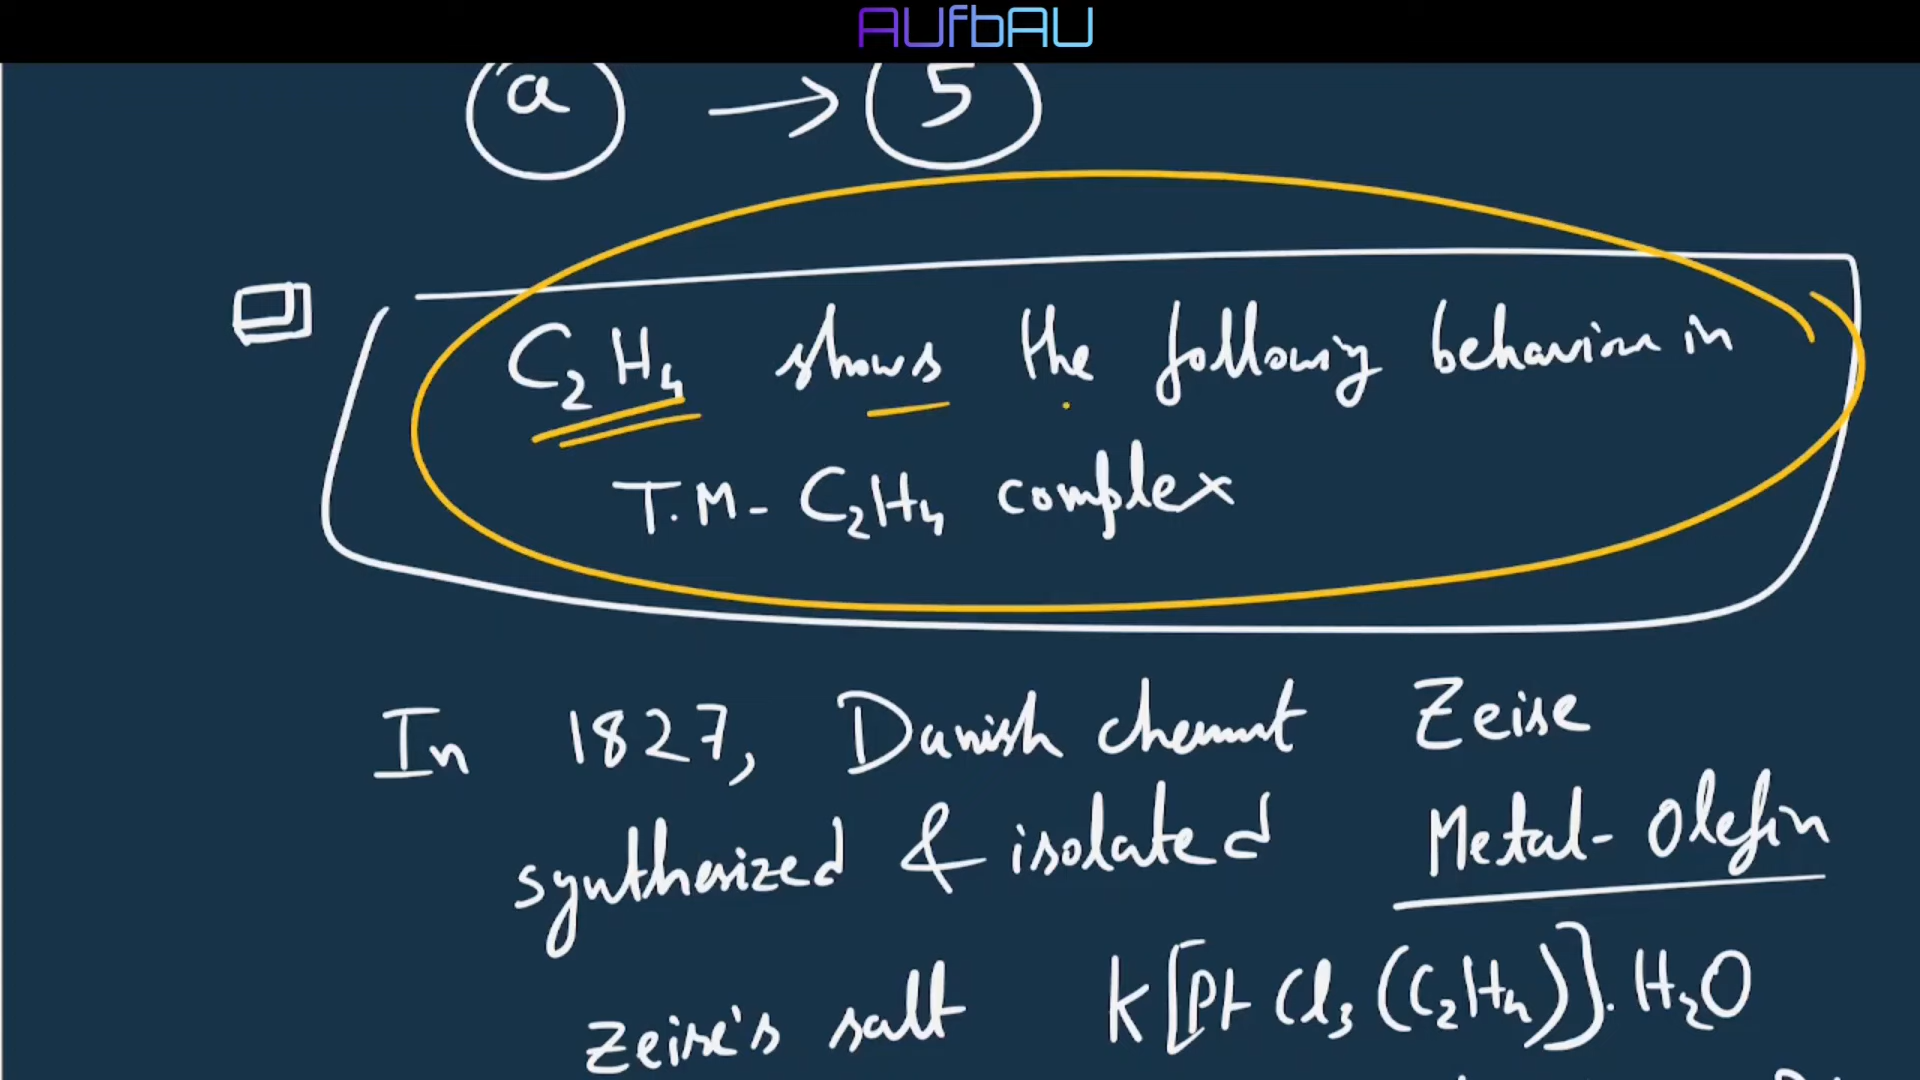 AUfbAU
a → 5
C₂H₄ shows the following behaviour in
T.M - C₂H₄ complex
In 1827, Danish chemist Zeise
synthesized & isolated Metal - Olefin
Zeise's salt K[PtCl₃(C₂H₄)].H₂O